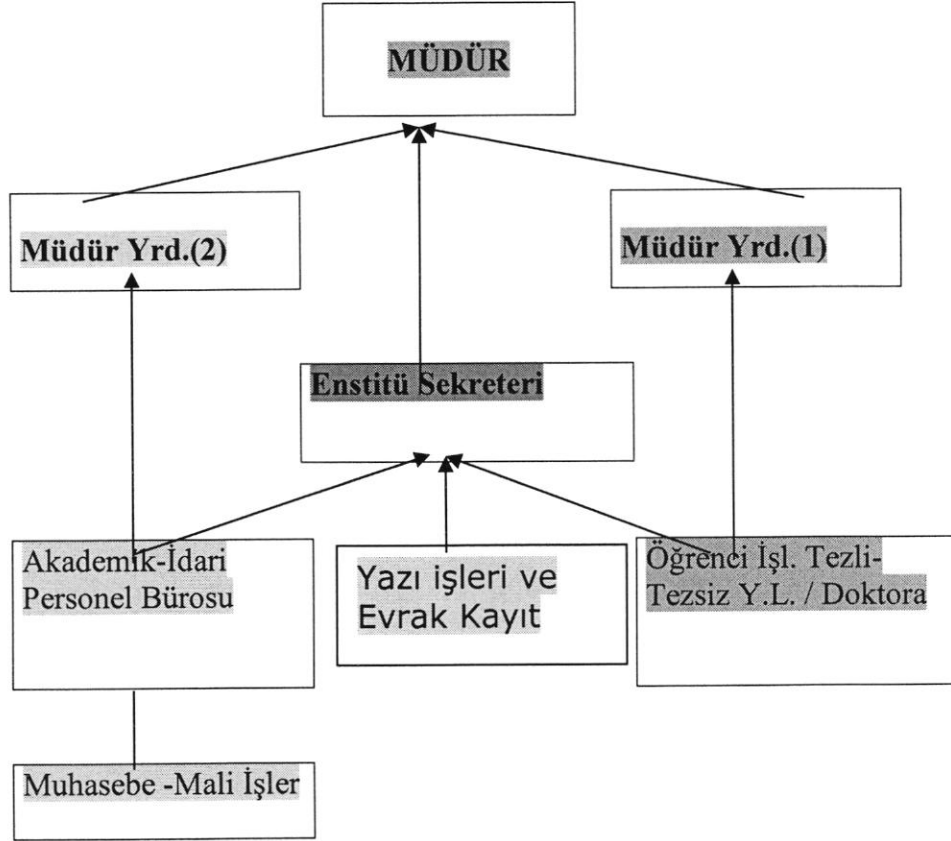 MÜDÜR
Müdür Yrd.(2)
Müdür Yrd.(1)
Enstitü Sekreteri
Akademik-İdari
Personel Bürosu
Yazı işleri ve
Evrak Kayıt
Öğrenci İşl. Tezli-
Tezsiz Y.L. / Doktora
Muhasebe -Mali İşler